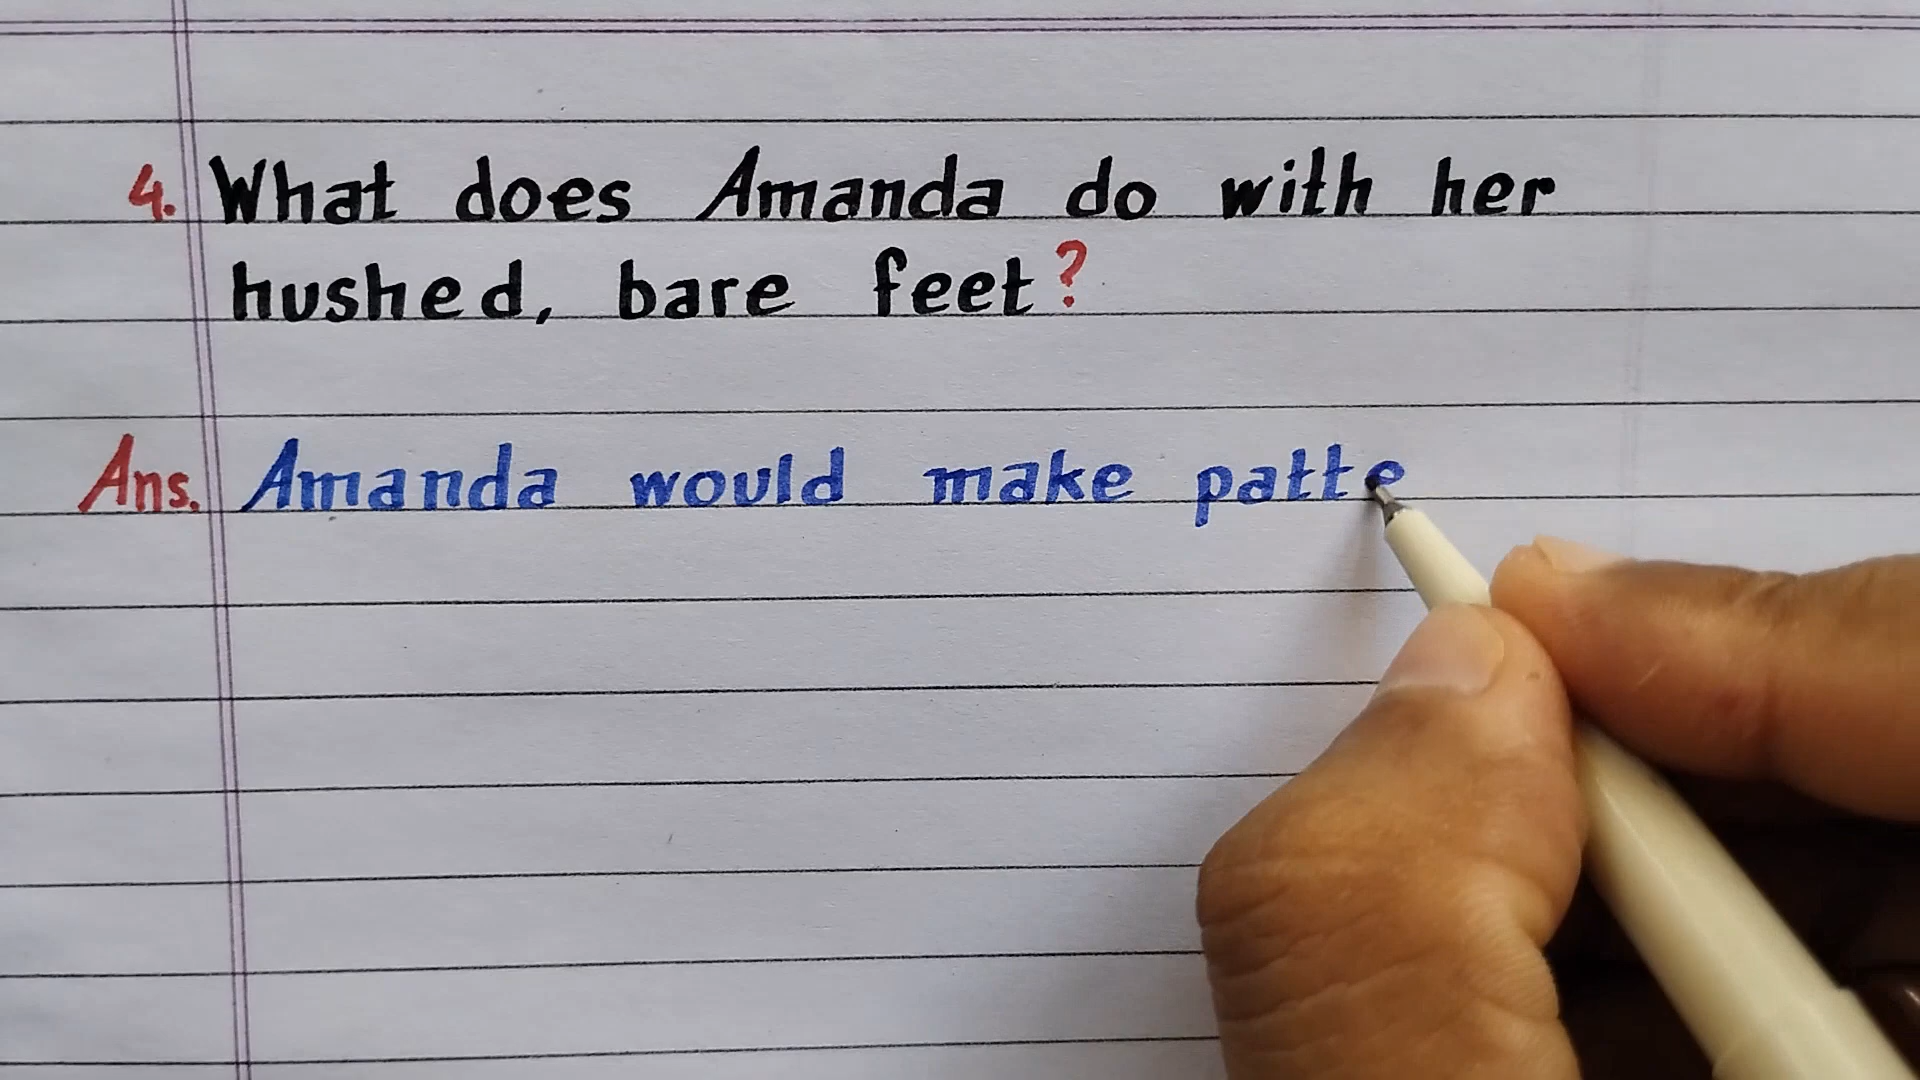 4. What does Amanda do with her
hushed, bare feet?
Ans. Amanda would make patte